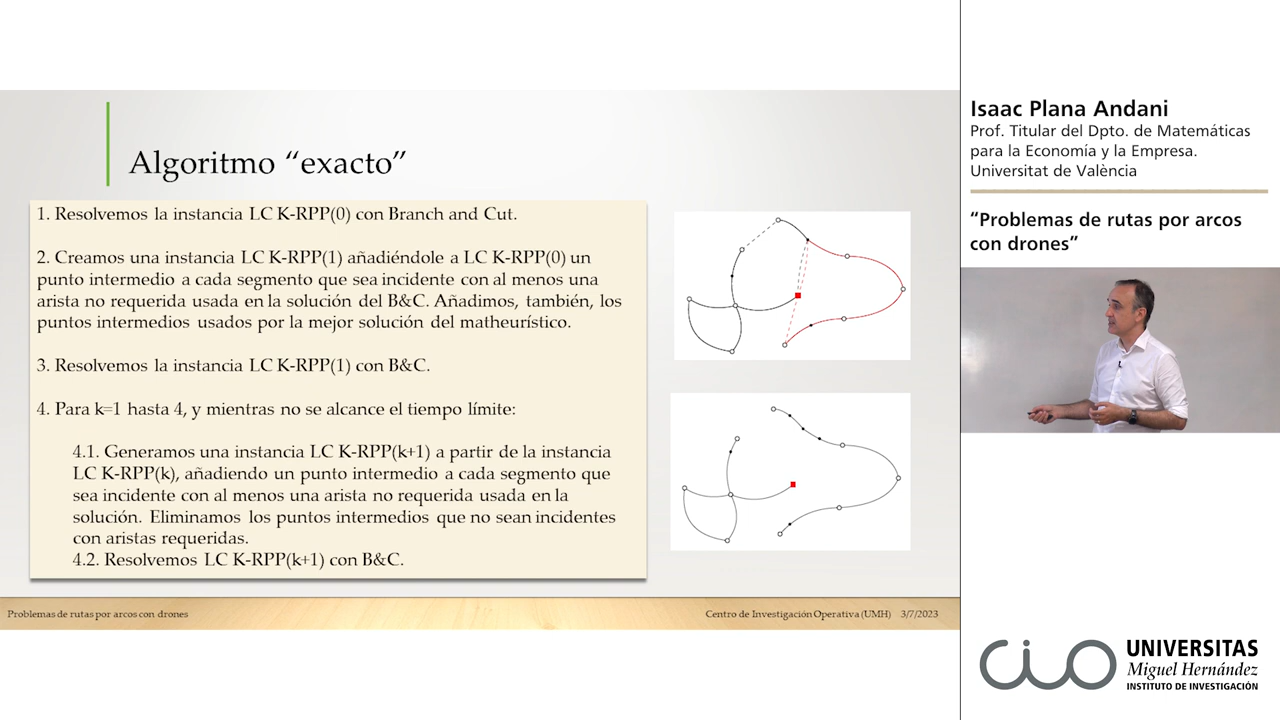 Algoritmo “exacto”
1. Resolvemos la instancia LC K-RPP(0) con Branch and Cut.
2. Creamos una instancia LC K-RPP(1) añadiéndole a LC K-RPP(0) un
punto intermedio a cada segmento que sea incidente con al menos una
arista no requerida usada en la solución del B&C. Añadimos, también, los
puntos intermedios usados por la mejor solución del matheurístico.
3. Resolvemos la instancia LC K-RPP(1) con B&C.
4. Para k=1 hasta 4, y mientras no se alcance el tiempo límite:
4.1. Generamos una instancia LC K-RPP(k+1) a partir de la instancia
LC K-RPP(k), añadiendo un punto intermedio a cada segmento que
sea incidente con al menos una arista no requerida usada en la
solución. Eliminamos los puntos intermedios que no sean incidentes
con aristas requeridas.
4.2. Resolvemos LC K-RPP(k+1) con B&C.
Problemas de rutas por arcos con drones
Centro de Investigación Operativa (UMH) 3/7/2023
Isaac Plana Andani
Prof. Titular del Dpto. de Matemáticas
para la Economía y la Empresa.
Universitat de València
“Problemas de rutas por arcos
con drones”
cio
UNIVERSITAS
Miguel Hernández
INSTITUTO DE INVESTIGACIÓN